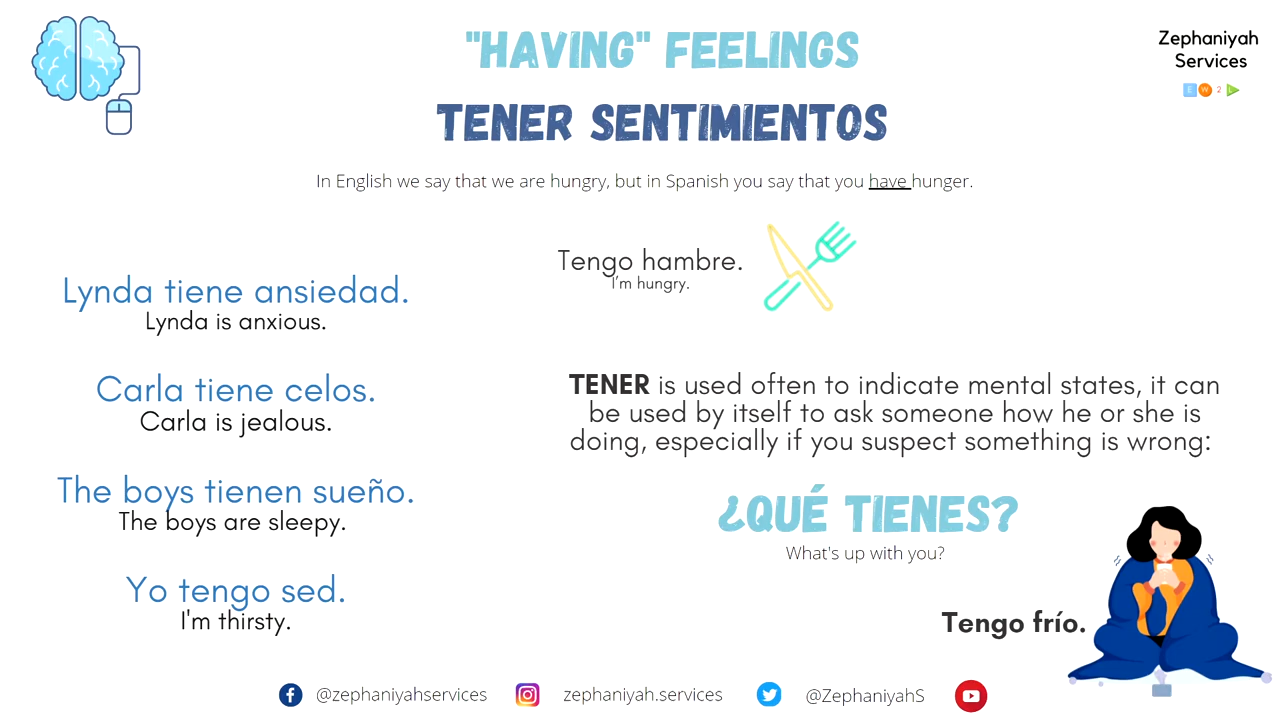 "HAVING" FEELINGS
TENER SENTIMIENTOS
Zephaniyah
Services
E W 2
In English we say that we are hungry, but in Spanish you say that you have hunger.
Tengo hambre.
I'm hungry.
Lynda tiene ansiedad.
Lynda is anxious.
Carla tiene celos.
Carla is jealous.
The boys tienen sueño.
The boys are sleepy.
Yo tengo sed.
I'm thirsty.
TENER is used often to indicate mental states, it can
be used by itself to ask someone how he or she is
doing, especially if you suspect something is wrong:
¿QUÉ TIENES?
What's up with you?
Tengo frío.
@zephaniyahservices
zephaniyah.services
@ZephaniyahS